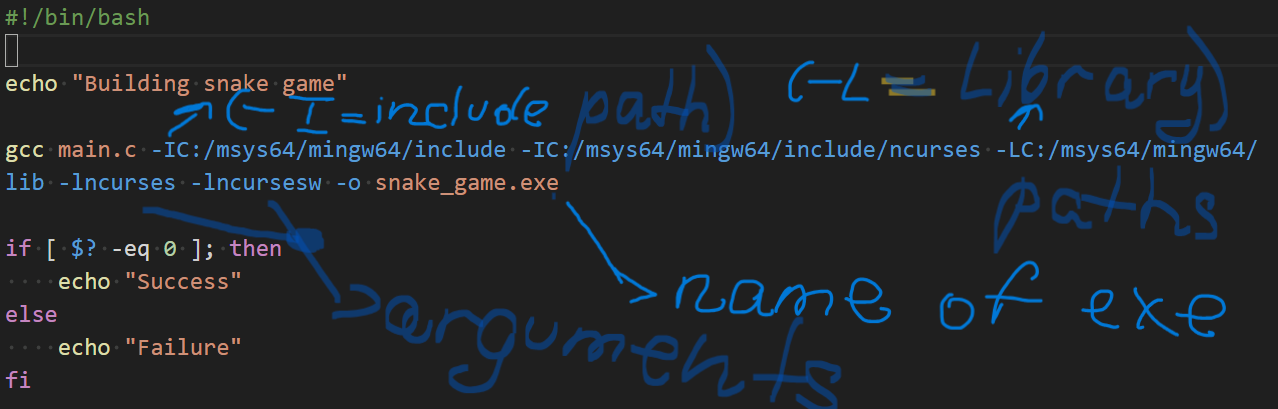 #!/bin/bash
echo "Building snake game"
(-I=include path)
(-L = Library)
gcc main.c -IC:/msys64/mingw64/include -IC:/msys64/mingw64/include/ncurses -LC:/msys64/mingw64/
lib -lncurses -lncursesw -o snake_game.exe
paths
if [ $? -eq 0 ]; then
    echo "Success"
name of exe
else
arguments
    echo "Failure"
fi